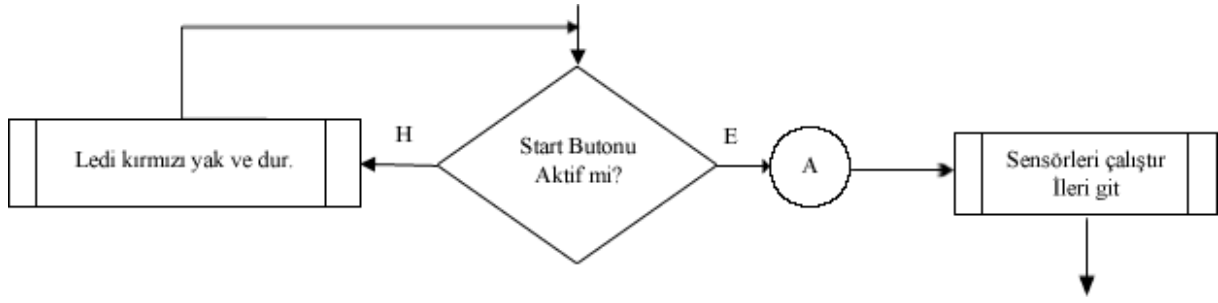 Ledi kırmızı yak ve dur.
H
Start Butonu
Aktif mi?
E
A
Sensörleri çalıştır
İleri git